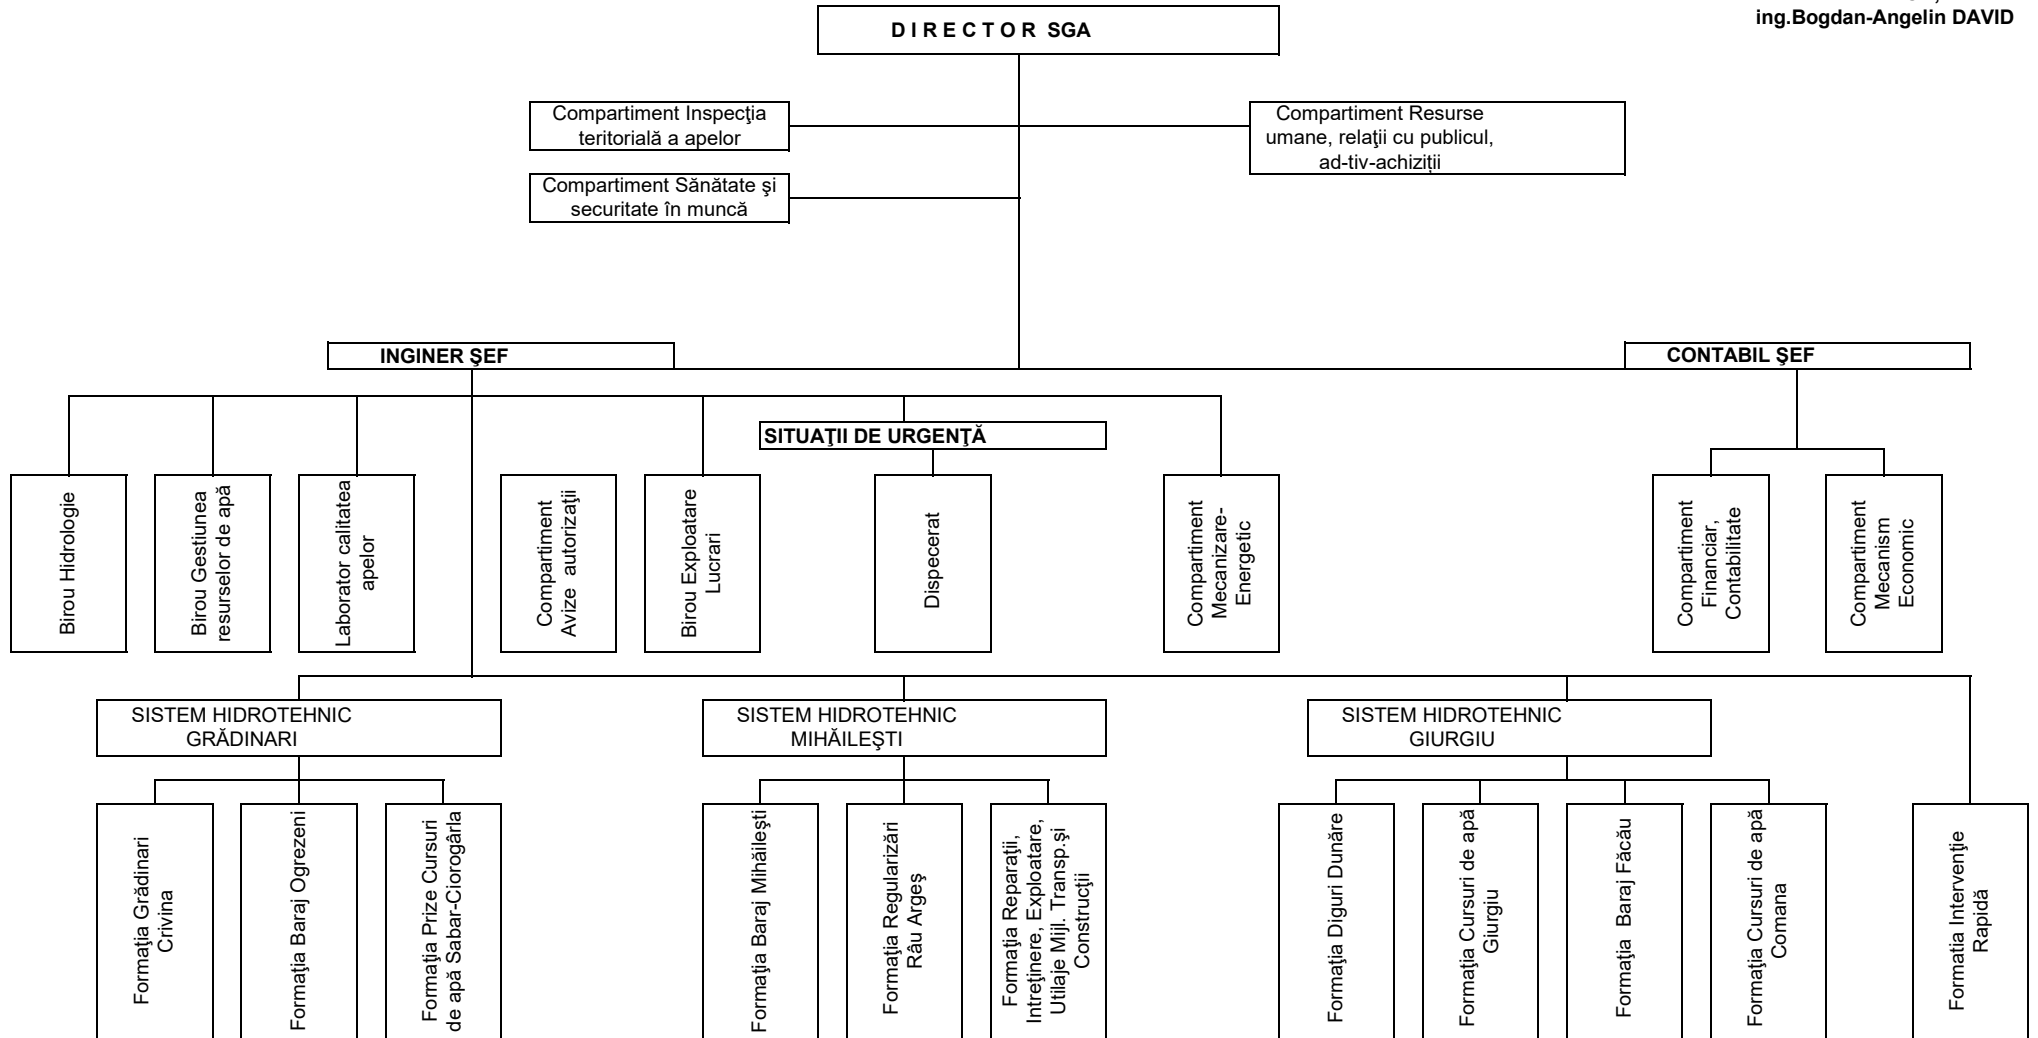 ing.Bogdan-Angelin DAVID
D I R E C T O R  SGA
Compartiment Inspecţia
teritorială a apelor
Compartiment Resurse
umane, relaţii cu publicul,
ad-tiv-achiziții
Compartiment Sănătate şi
securitate în muncă
INGINER ŞEF
CONTABIL ŞEF
SITUAŢII DE URGENŢĂ
Birou Hidrologie
Birou Gestiunea
resurselor de apă
Laborator calitatea
apelor
Compartiment
Avize  autorizaţii
Birou Exploatare
Lucrari
Dispecerat
Compartiment
Mecanizare-
Energetic
Compartiment
Financiar,
Contabilitate
Compartiment
Mecanism
Economic
SISTEM HIDROTEHNIC
GRĂDINARI
SISTEM HIDROTEHNIC
MIHĂILEŞTI
SISTEM HIDROTEHNIC
GIURGIU
Formaţia Grădinari
Crivina
Formaţia Baraj Ogrezeni
Formaţia Prize Cursuri
de apă Sabar-Ciorogârla
Formaţia Baraj Mihăileşti
Formaţia Regularizări
Râu Argeş
Formaţia Reparaţii,
Intreţinere, Exploatare,
Utilaje Mijl. Transp.şi
Construcţii
Formaţia Diguri Dunăre
Formaţia Cursuri de apă
Giurgiu
Formaţia  Baraj Făcău
Formaţia Cursuri de apă
Comana
Formatia Intervenţie
Rapidă